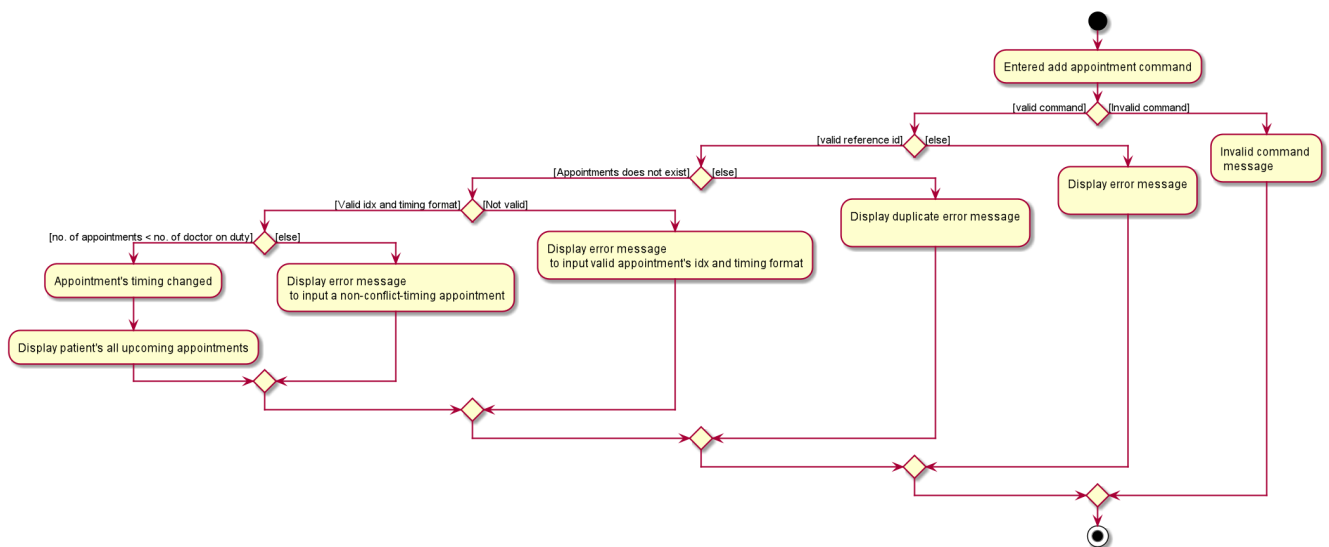 Entered add appointment command
[valid command]
[Invalid command]
[valid reference id]
[else]
Invalid command
message
[Appointments does not exist]
[else]
Display error message
[Valid idx and timing format]
[Not valid]
Display duplicate error message
[no. of appointments < no. of doctor on duty]
[else]
Display error message
to input valid appointment's idx and timing format
Appointment's timing changed
Display error message
to input a non-conflict-timing appointment
Display patient's all upcoming appointments